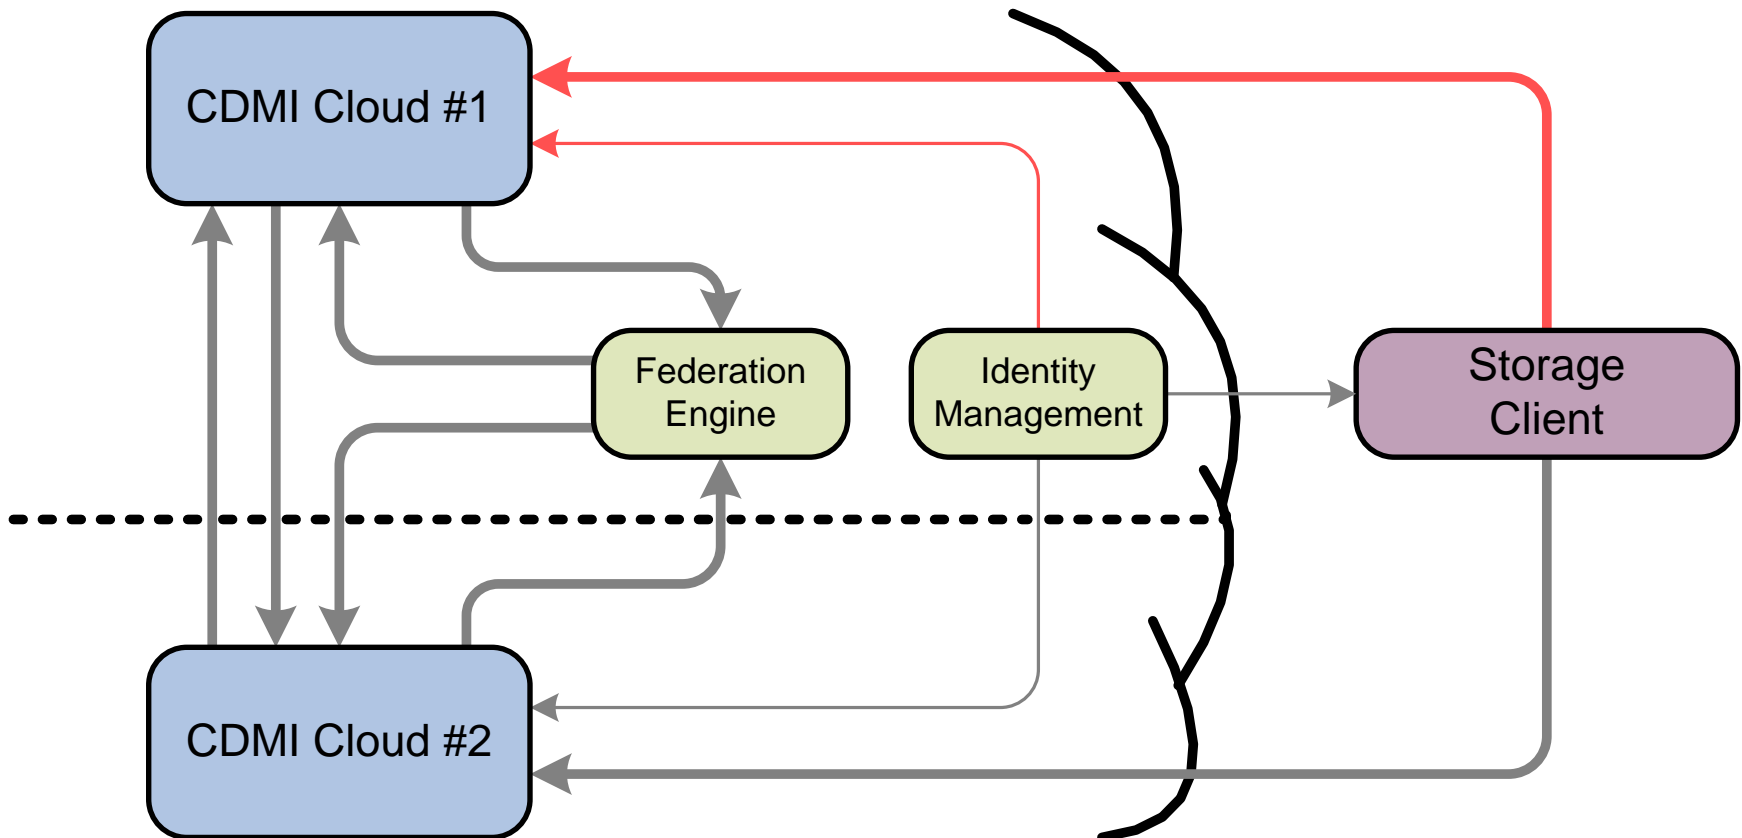 CDMI Cloud #1
Federation
Engine
Identity
Management
Storage
Client
CDMI Cloud #2